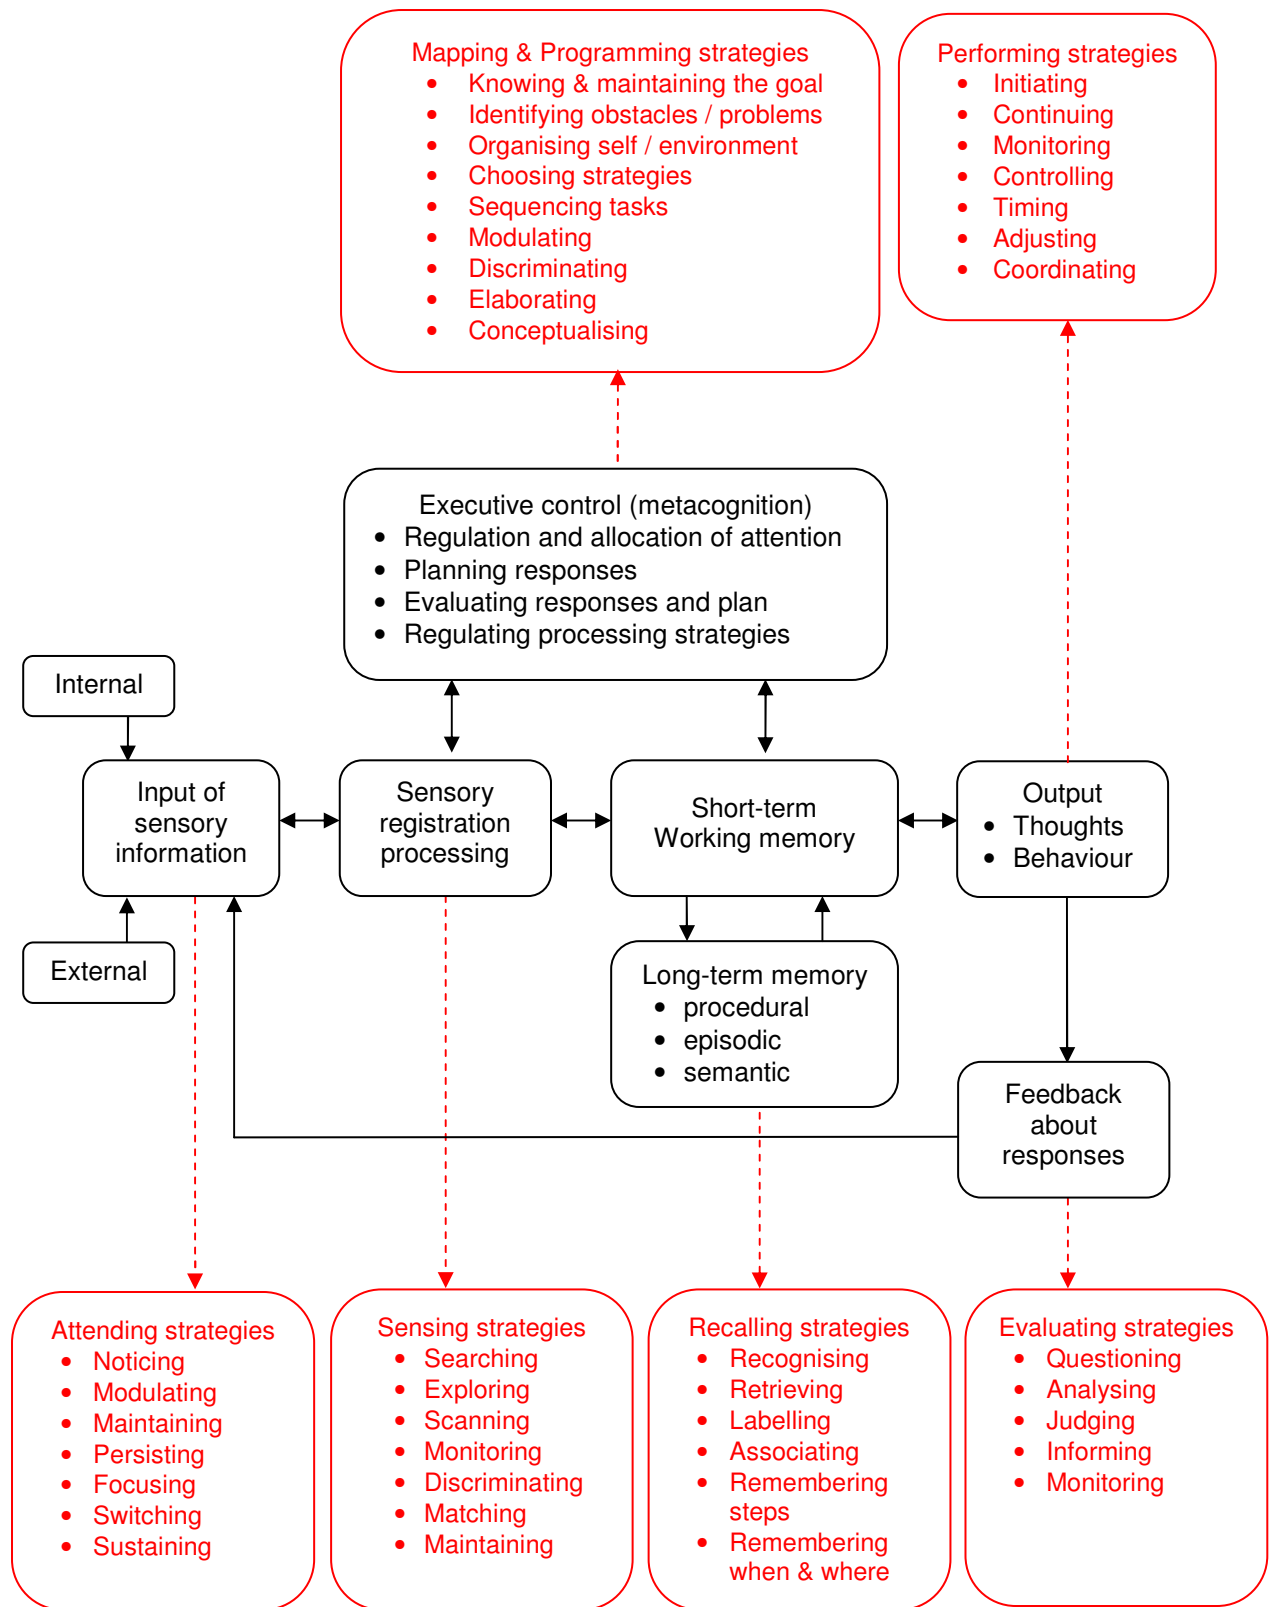 Mapping & Programming strategies
• Knowing & maintaining the goal
• Identifying obstacles / problems
• Organising self / environment
• Choosing strategies
• Sequencing tasks
• Modulating
• Discriminating
• Elaborating
• Conceptualising
Performing strategies
• Initiating
• Continuing
• Monitoring
• Controlling
• Timing
• Adjusting
• Coordinating
Executive control (metacognition)
• Regulation and allocation of attention
• Planning responses
• Evaluating responses and plan
• Regulating processing strategies
Internal
Input of
sensory
information
Sensory
registration
processing
Short-term
Working memory
Output
• Thoughts
• Behaviour
External
Long-term memory
• procedural
• episodic
• semantic
Feedback
about
responses
Attending strategies
• Noticing
• Modulating
• Maintaining
• Persisting
• Focusing
• Switching
• Sustaining
Sensing strategies
• Searching
• Exploring
• Scanning
• Monitoring
• Discriminating
• Matching
• Maintaining
Recalling strategies
• Recognising
• Retrieving
• Labelling
• Associating
• Remembering
steps
• Remembering
when & where
Evaluating strategies
• Questioning
• Analysing
• Judging
• Informing
• Monitoring